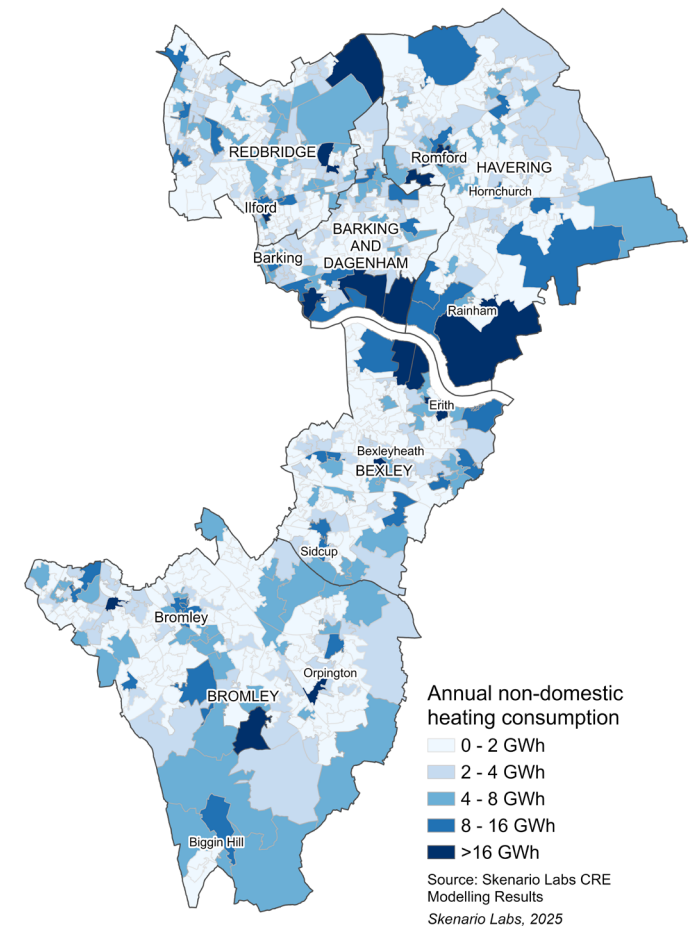 REDBRIDGE
Romford
HAVERING
Hornchurch
Ilford
BARKING
AND
DAGENHAM
Barking
Rainham
Erith
Bexleyheath
BEXLEY
Sidcup
Bromley
Orpington
BROMLEY
Biggin Hill
Annual non-domestic
heating consumption
0 - 2 GWh
2 - 4 GWh
4 - 8 GWh
8 - 16 GWh
>16 GWh
Source: Skenario Labs CRE
Modelling Results
Skenario Labs, 2025